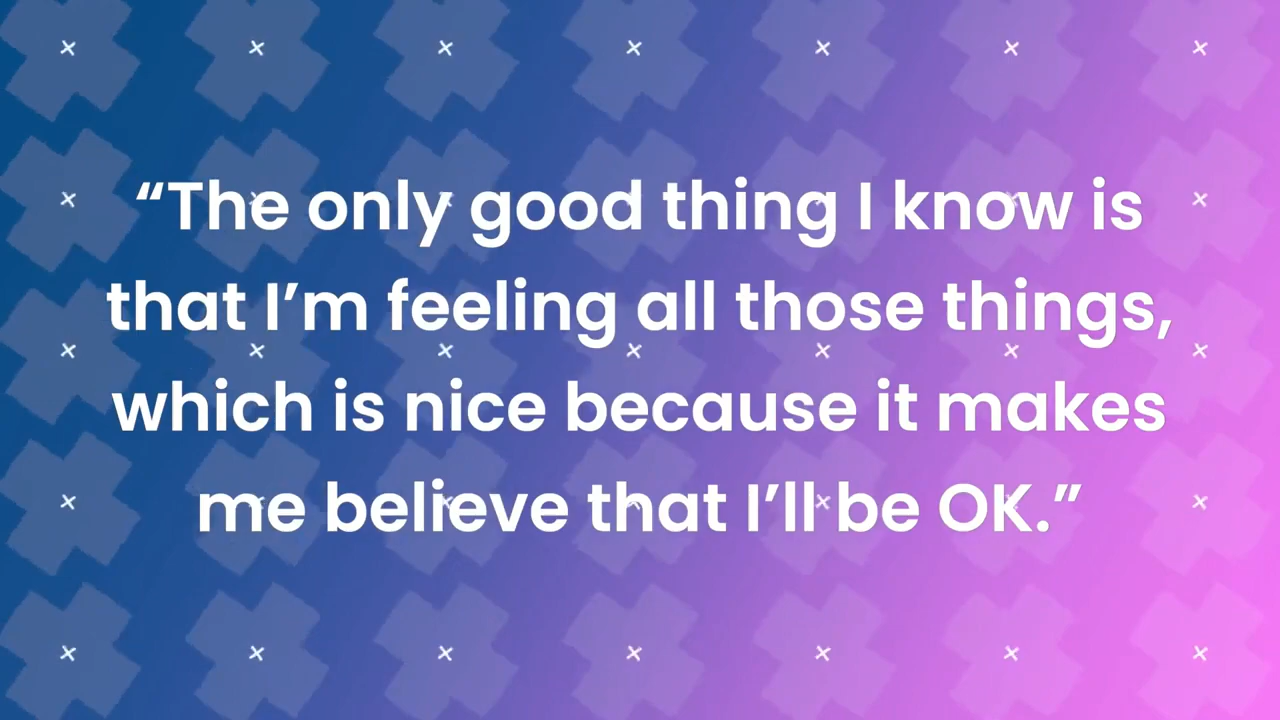 “The only good thing I know is
that I’m feeling all those things,
which is nice because it makes
me believe that I’ll be OK.”